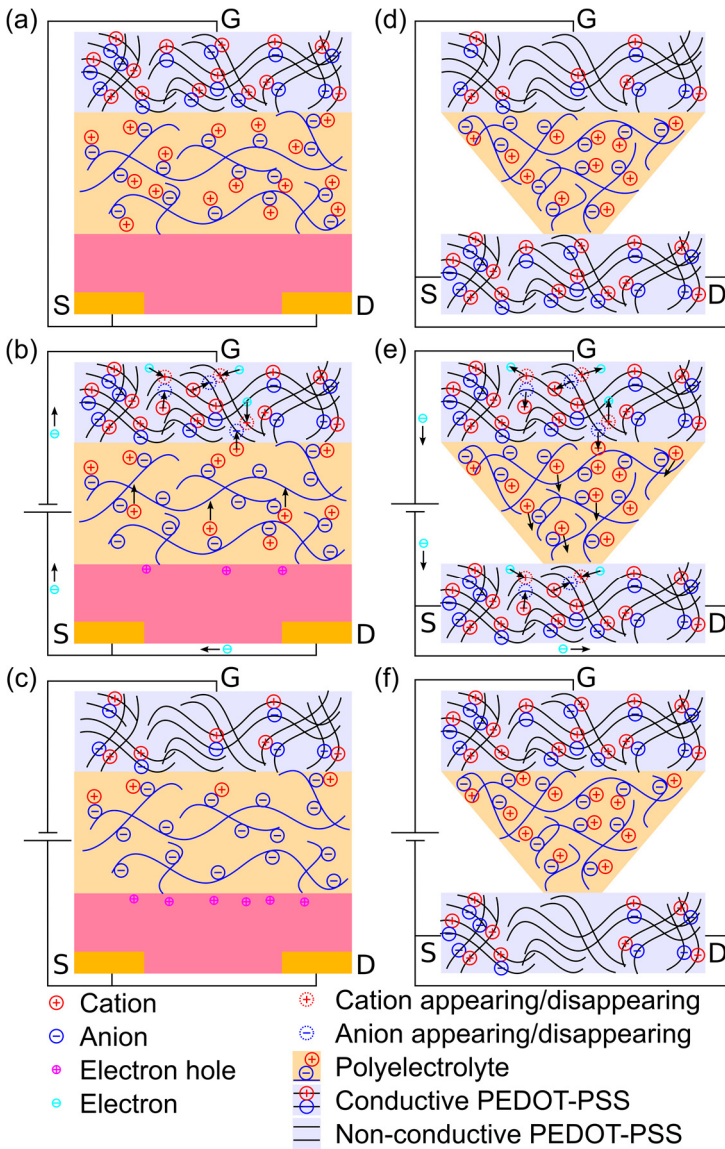 (a)
G
S
D
(d)
G
S
D
(b)
G
S
D
(e)
G
S
D
(c)
G
S
D
(f)
G
S
D
Cation
Anion
Electron hole
Electron
Cation appearing/disappearing
Anion appearing/disappearing
Polyelectrolyte
Conductive PEDOT-PSS
Non-conductive PEDOT-PSS